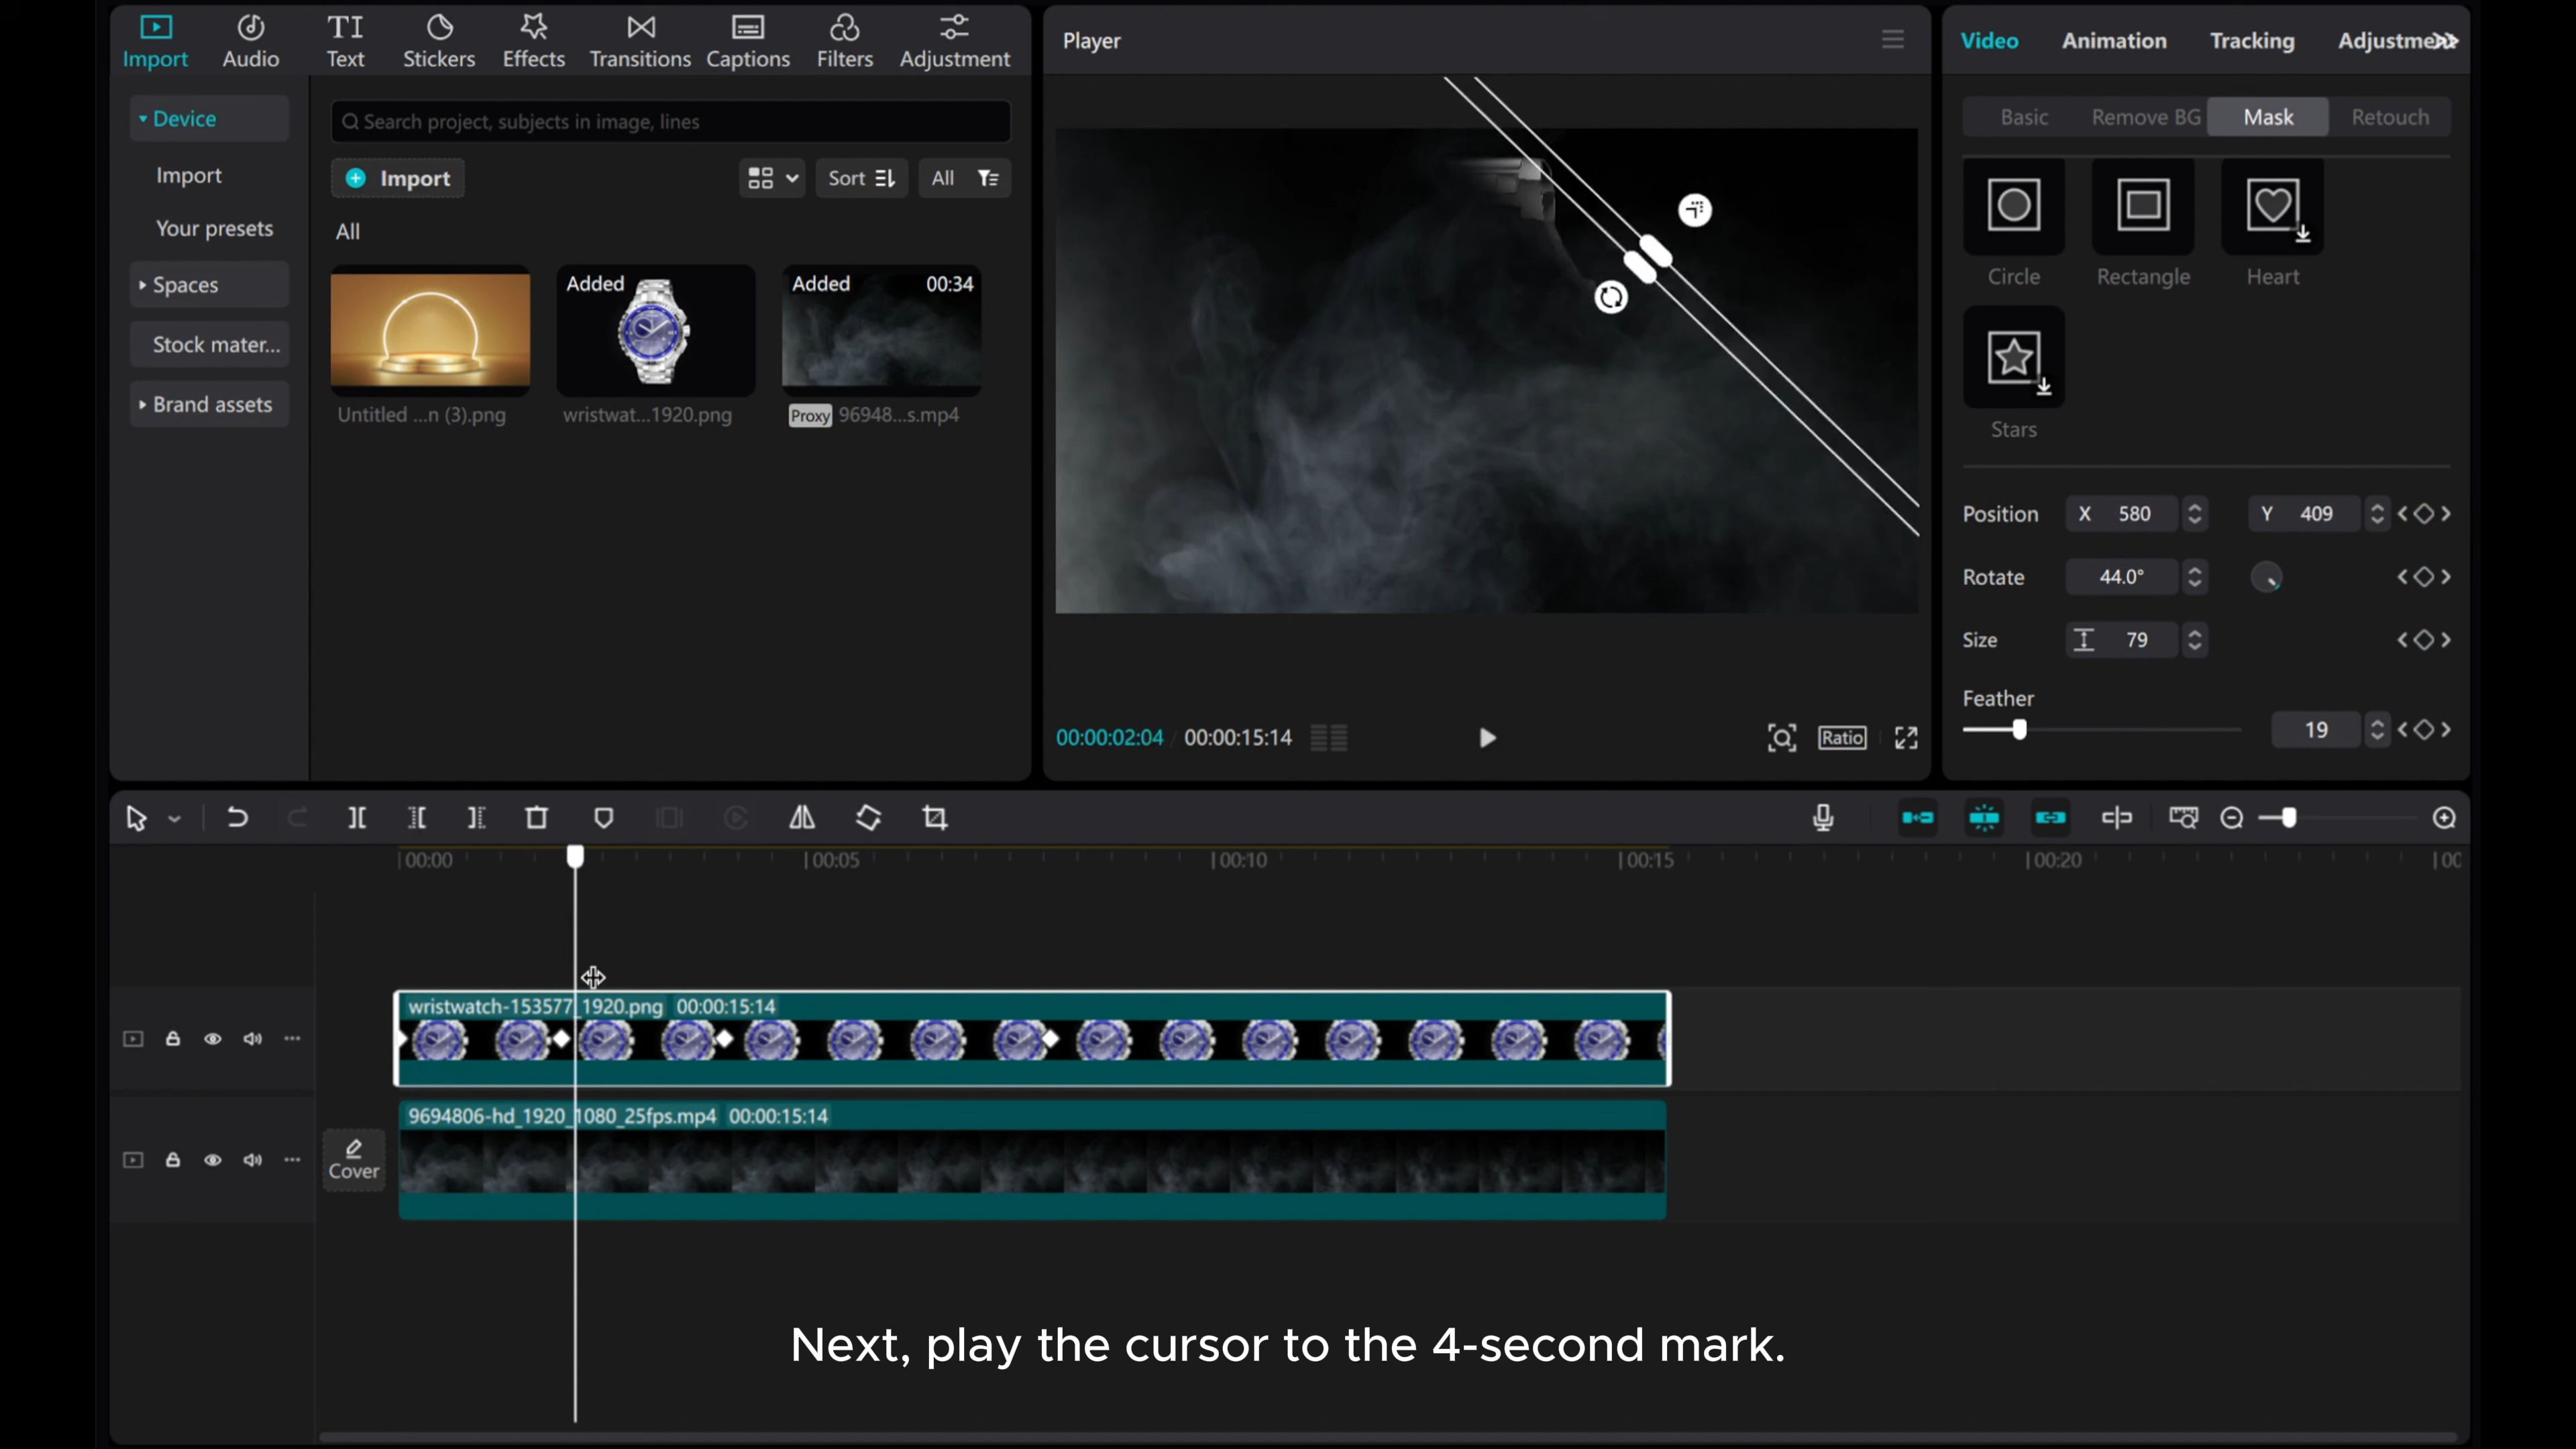 Import Audio Text Stickers Effects Transitions Captions Filters Adjustment
Device
Import
Your presets
Spaces
Stock mater...
Brand assets
Search project, subjects in image, lines
Import
Sort
All
All
Added
Added 00:34
Untitled ...n (3).png
wristwat...1920.png
Proxy 96948...s.mp4
Player
00:00:02:04 / 00:00:15:14
Ratio
Video Animation Tracking Adjustment
Basic Remove BG Mask Retouch
Circle Rectangle Heart
Stars
Position X 580 Y 409
Rotate 44.0°
Size 79
Feather
19
00:00 00:05 00:10 00:15 00:20
wristwatch-153577_1920.png 00:00:15:14
9694806-hd_1920_1080_25fps.mp4 00:00:15:14
Cover
Next, play the cursor to the 4-second mark.